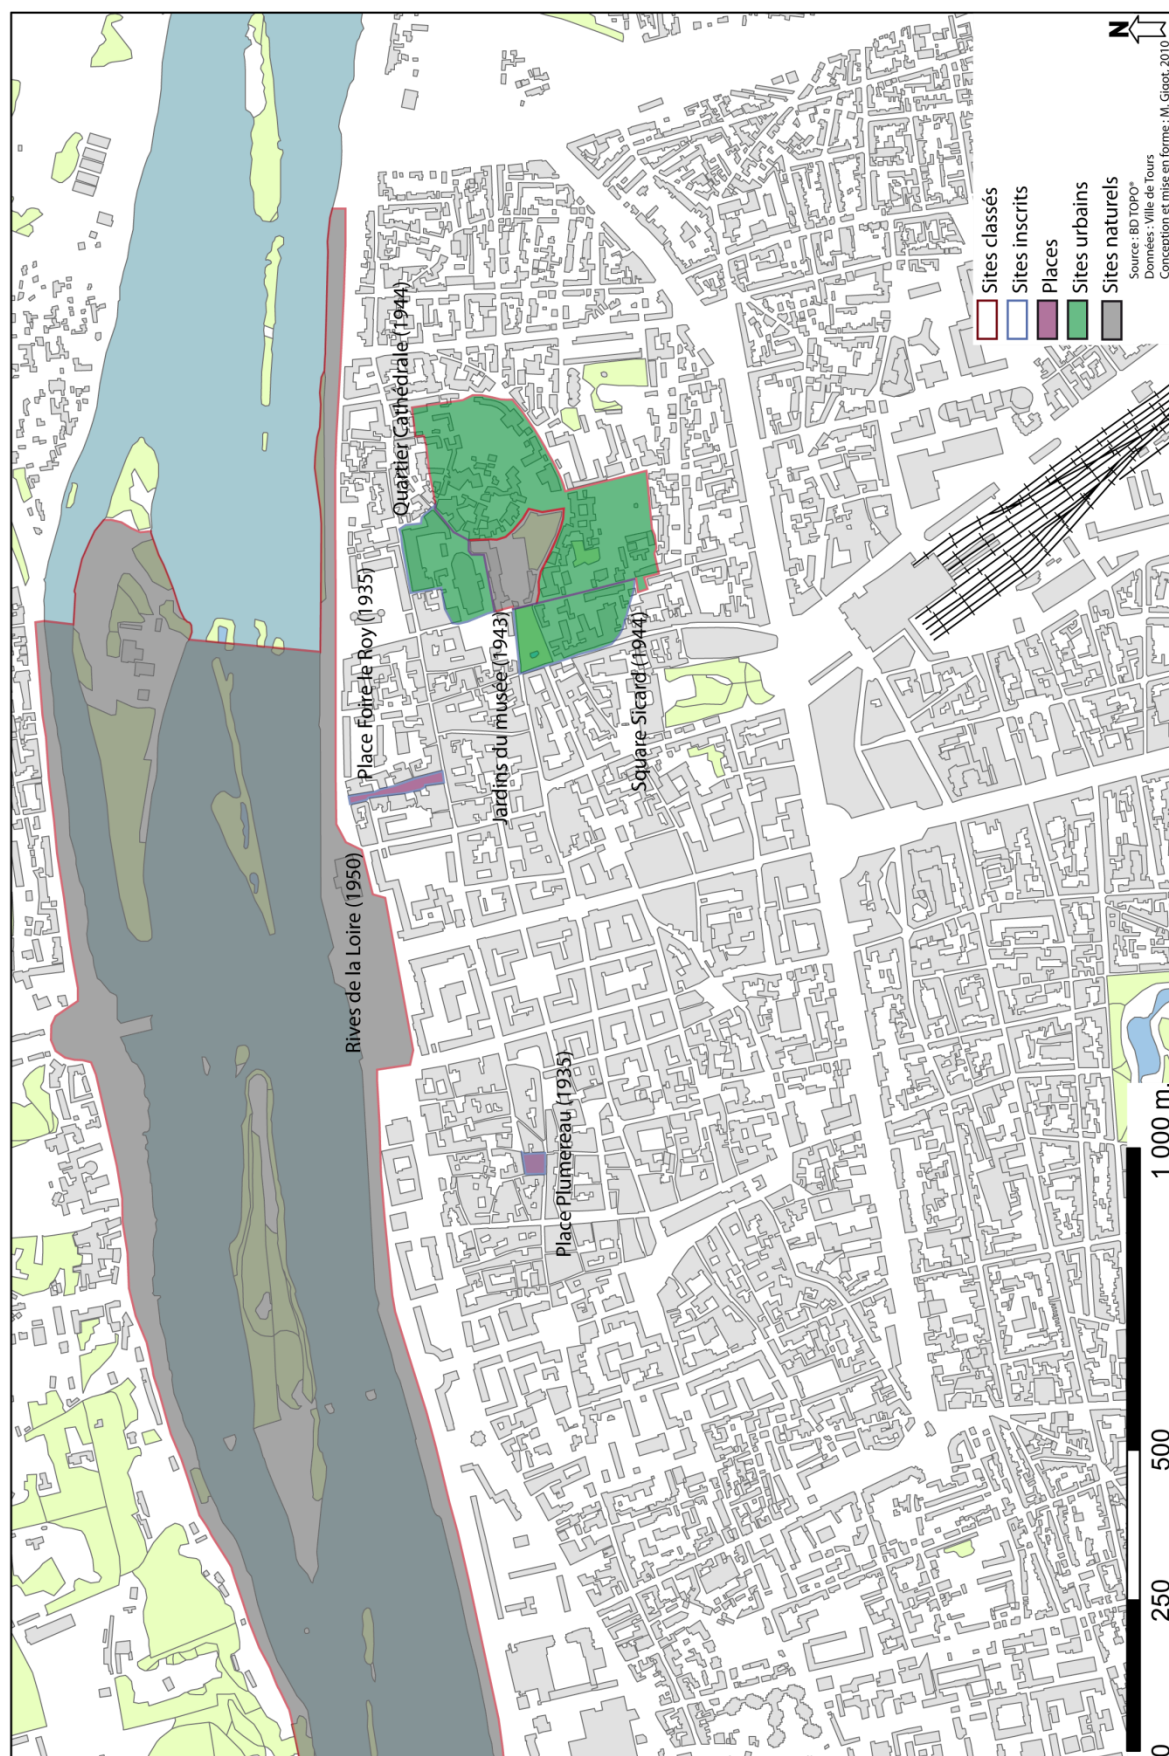 Quartier Cathédrale (1944)
Place Foire le Roy (1935)
Rives de la Loire (1950)
Jardins du musée (1943)
Square Sicard (1944)
Place Plumereau (1935)
Sites classés
Sites inscrits
Places
Sites urbains
Sites naturels
N
Source : BD TOPO®
Données : Ville de Tours
Conception et mise en forme : M. Gigot, 2010
0 250 500 1 000 m.